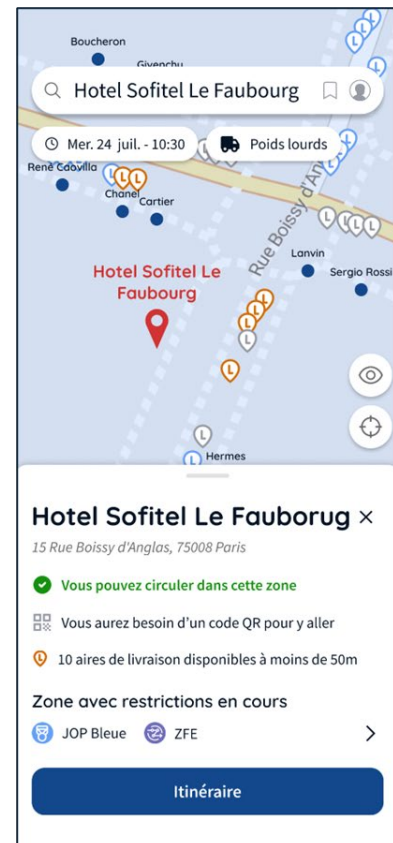 Boucheron
Givenchy
Hotel Sofitel Le Faubourg
Mer. 24 juil. - 10:30
Poids lourds
René Caovilla
Chanel
Cartier
Rue Boissy d'An
Lanvin
Sergio Rossi
Hotel Sofitel Le
Faubourg
Hermes
Hotel Sofitel Le Fauborug
15 Rue Boissy d'Anglas, 75008 Paris
Vous pouvez circuler dans cette zone
Vous aurez besoin d'un code QR pour y aller
10 aires de livraison disponibles à moins de 50m
Zone avec restrictions en cours
JOP Bleue
ZFE
Itinéraire